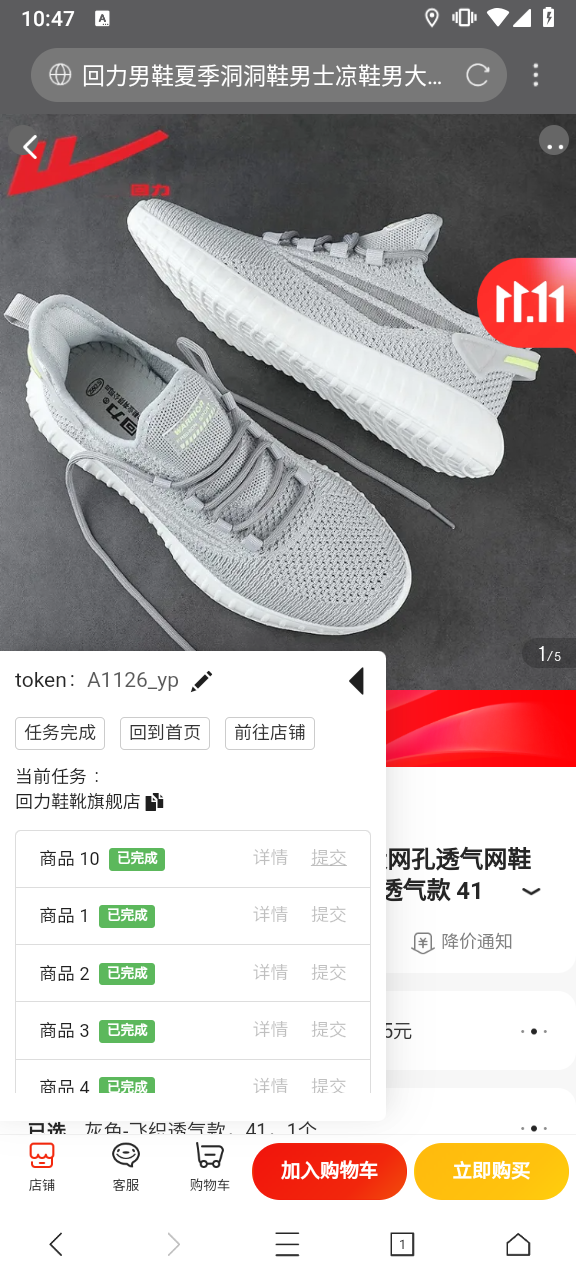 10:47
A
回力男鞋夏季洞洞鞋男士凉鞋男大...
回力
11.11
WARRIOR
回力
1/5
token: A1126_yp
任务完成 回到首页 前往店铺
当前任务：
回力鞋靴旗舰店
商品 10 已完成 详情 提交
网孔透气网鞋
透气款 41
商品 1 已完成 详情 提交
降价通知
商品 2 已完成 详情 提交
商品 3 已完成 详情 提交
5元
商品 4 已完成 详情 提交
已选 灰色-飞织透气款，41，1个
店铺 客服 购物车 加入购物车 立即购买
1